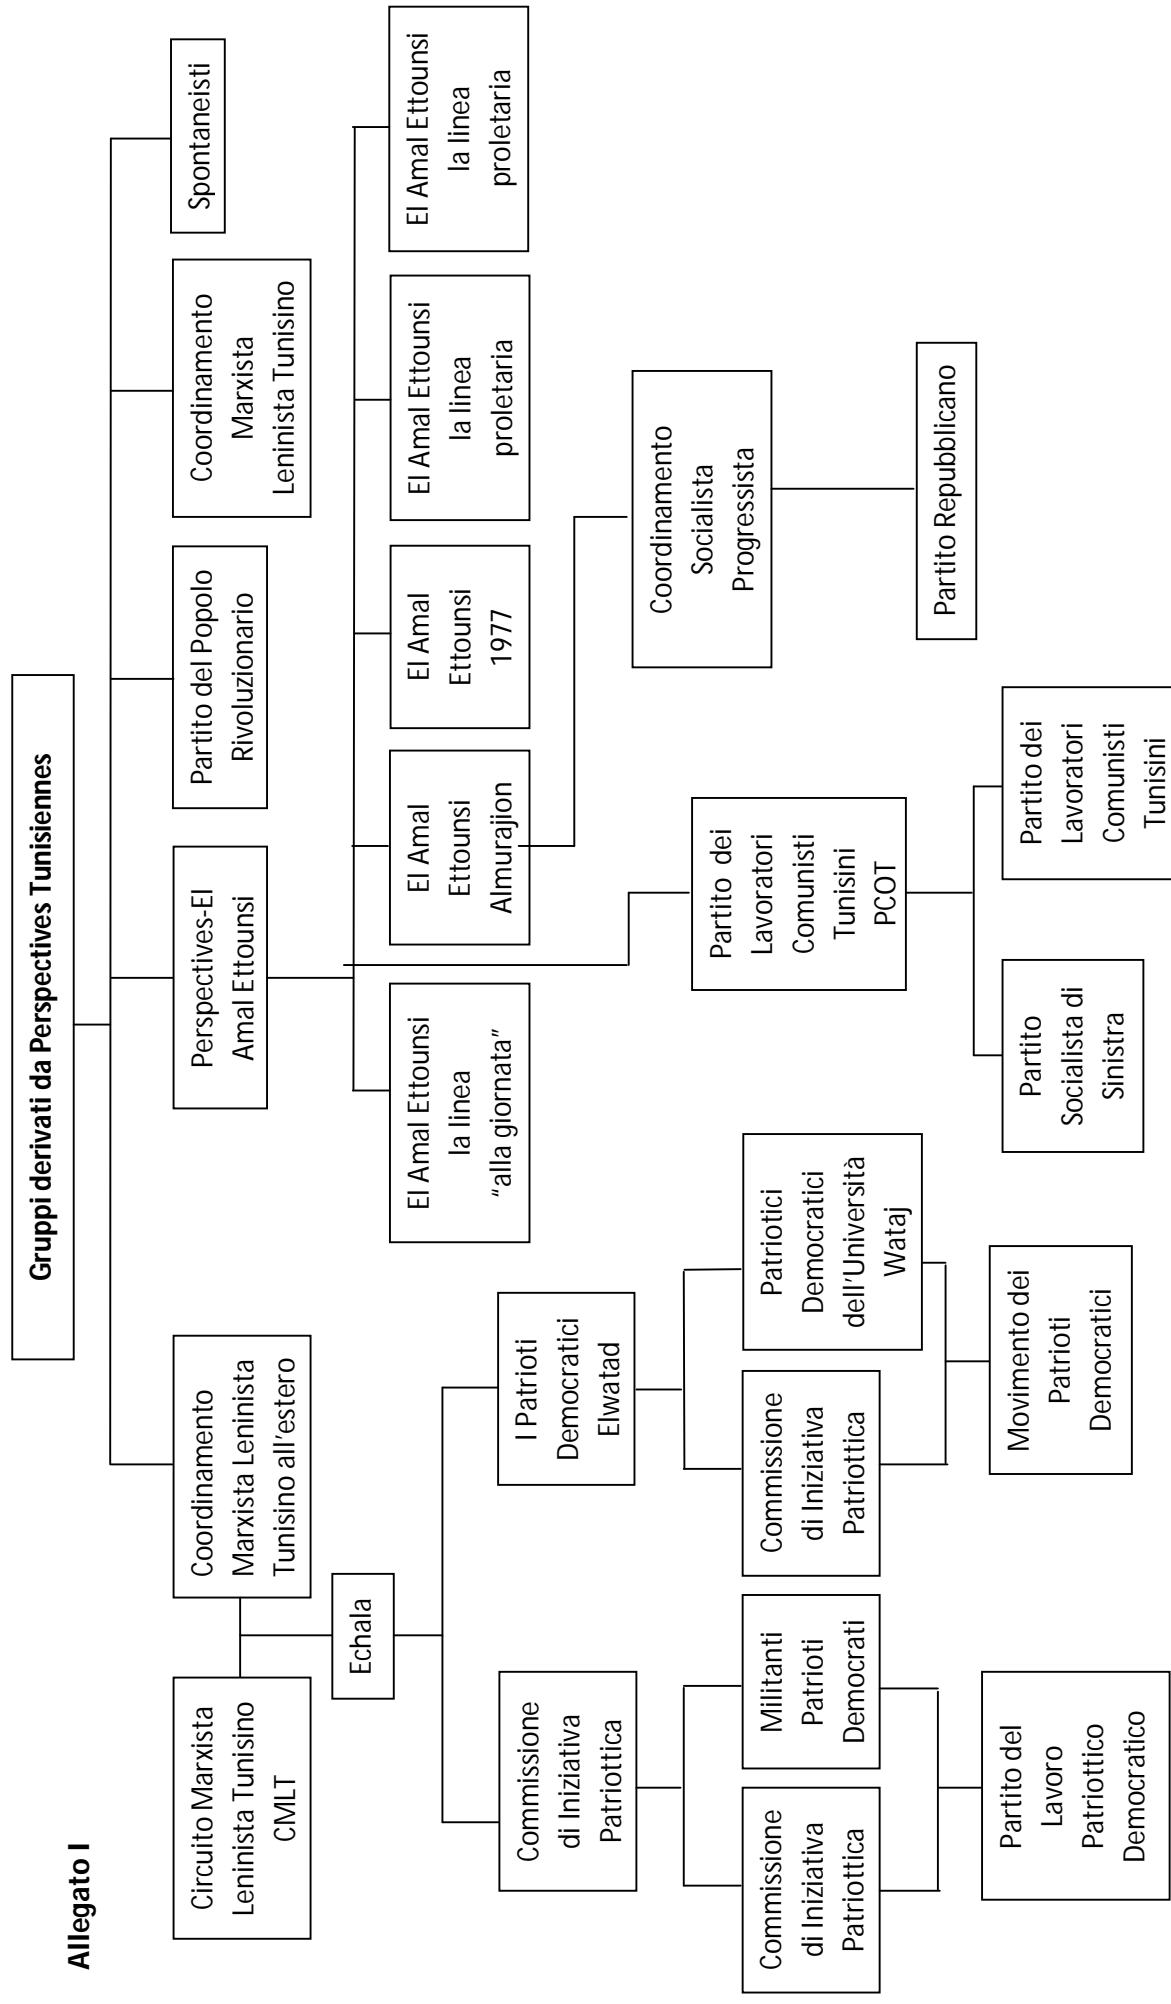 Allegato I
Gruppi derivati da Perspectives Tunisiennes
Circuito Marxista
Leninista Tunisino
CMLT
Coordinamento
Marxista Leninista
Tunisino all'estero
Perspectives-El
Amal Ettounsi
Partito del Popolo
Rivoluzionario
Coordinamento
Marxista
Leninista Tunisino
Spontaneisti
Echala
El Amal Ettounsi
la linea
"alla giornata"
El Amal
Ettounsi
Almurajion
El Amal
Ettounsi
1977
El Amal Ettounsi
la linea
proletaria
El Amal Ettounsi
la linea
proletaria
Commissione
di Iniziativa
Patriottica
I Patrioti
Democratici
Elwatad
Coordinamento
Socialista
Progressista
Partito dei
Lavoratori
Comunisti
Tunisini
PCOT
Commissione
di Iniziativa
Patriottica
Militanti
Patrioti
Democrati
Commissione
di Iniziativa
Patriottica
Patriotici
Democratici
dell'Università
Wataj
Partito Repubblicano
Partito del
Lavoro
Patriottico
Democratico
Movimento dei
Patrioti
Democratici
Partito
Socialista di
Sinistra
Partito dei
Lavoratori
Comunisti
Tunisini